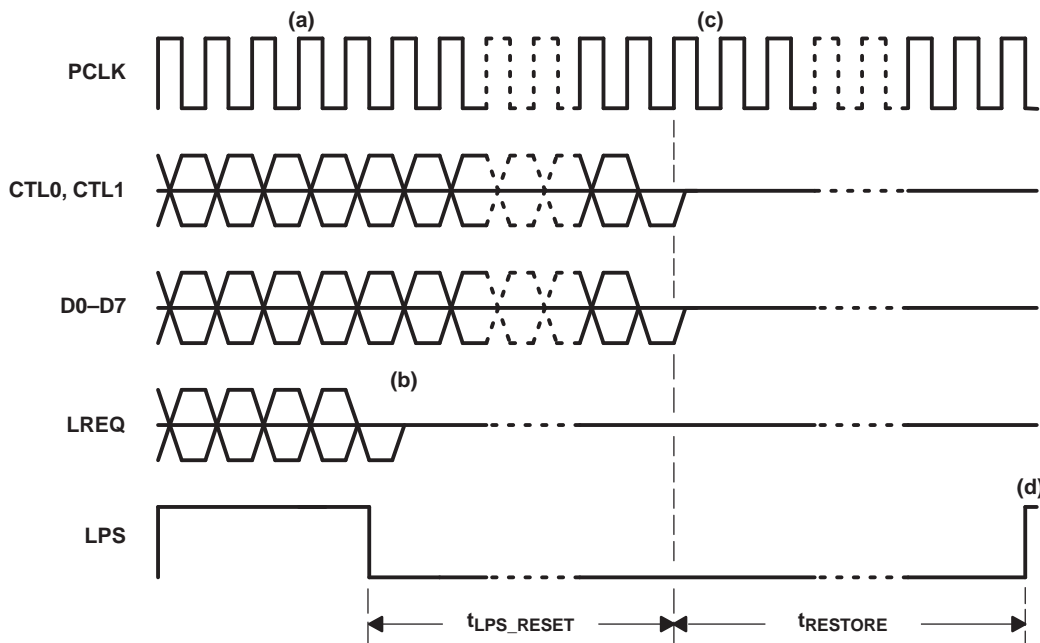 (a)
(c)
PCLK
CTL0, CTL1
D0–D7
(b)
LREQ
(d)
LPS
tLPS_RESET
tRESTORE